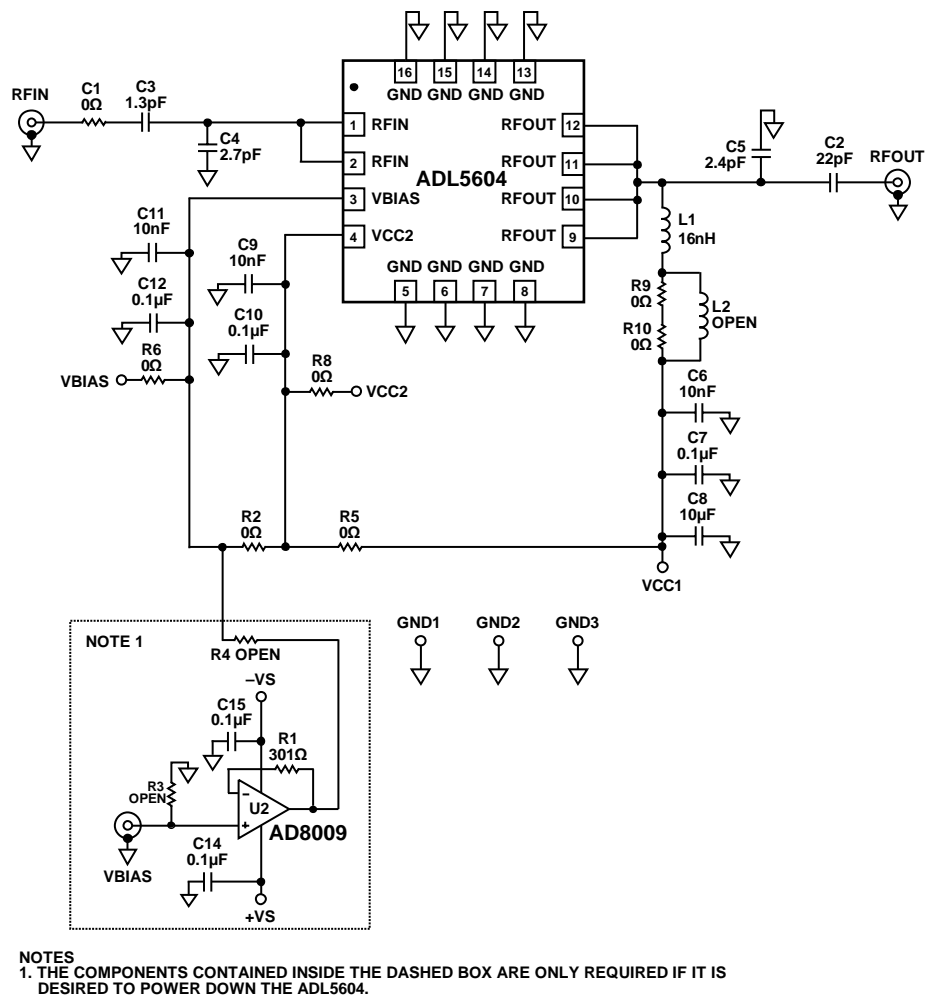 16 15 14 13
GND GND GND GND
RFIN
C1
0Ω
C3
1.3pF
C4
2.7pF
1 RFIN
2 RFIN
3 VBIAS
4 VCC2
ADL5604
RFOUT 12
RFOUT 11
RFOUT 10
RFOUT 9
GND GND GND GND
5 6 7 8
C5
2.4pF
C2
22pF
RFOUT
L1
16nH
R9
0Ω
R10
0Ω
L2
OPEN
C11
10nF
C12
0.1µF
R6
0Ω
VBIAS
C9
10nF
C10
0.1µF
R8
0Ω
VCC2
C6
10nF
C7
0.1µF
C8
10µF
R2
0Ω
R5
0Ω
VCC1
NOTE 1
R4 OPEN
GND1
GND2
GND3
–VS
C15
0.1µF
R1
301Ω
R3
OPEN
–
U2
+
AD8009
VBIAS
C14
0.1µF
+VS
NOTES
1. THE COMPONENTS CONTAINED INSIDE THE DASHED BOX ARE ONLY REQUIRED IF IT IS
DESIRED TO POWER DOWN THE ADL5604.